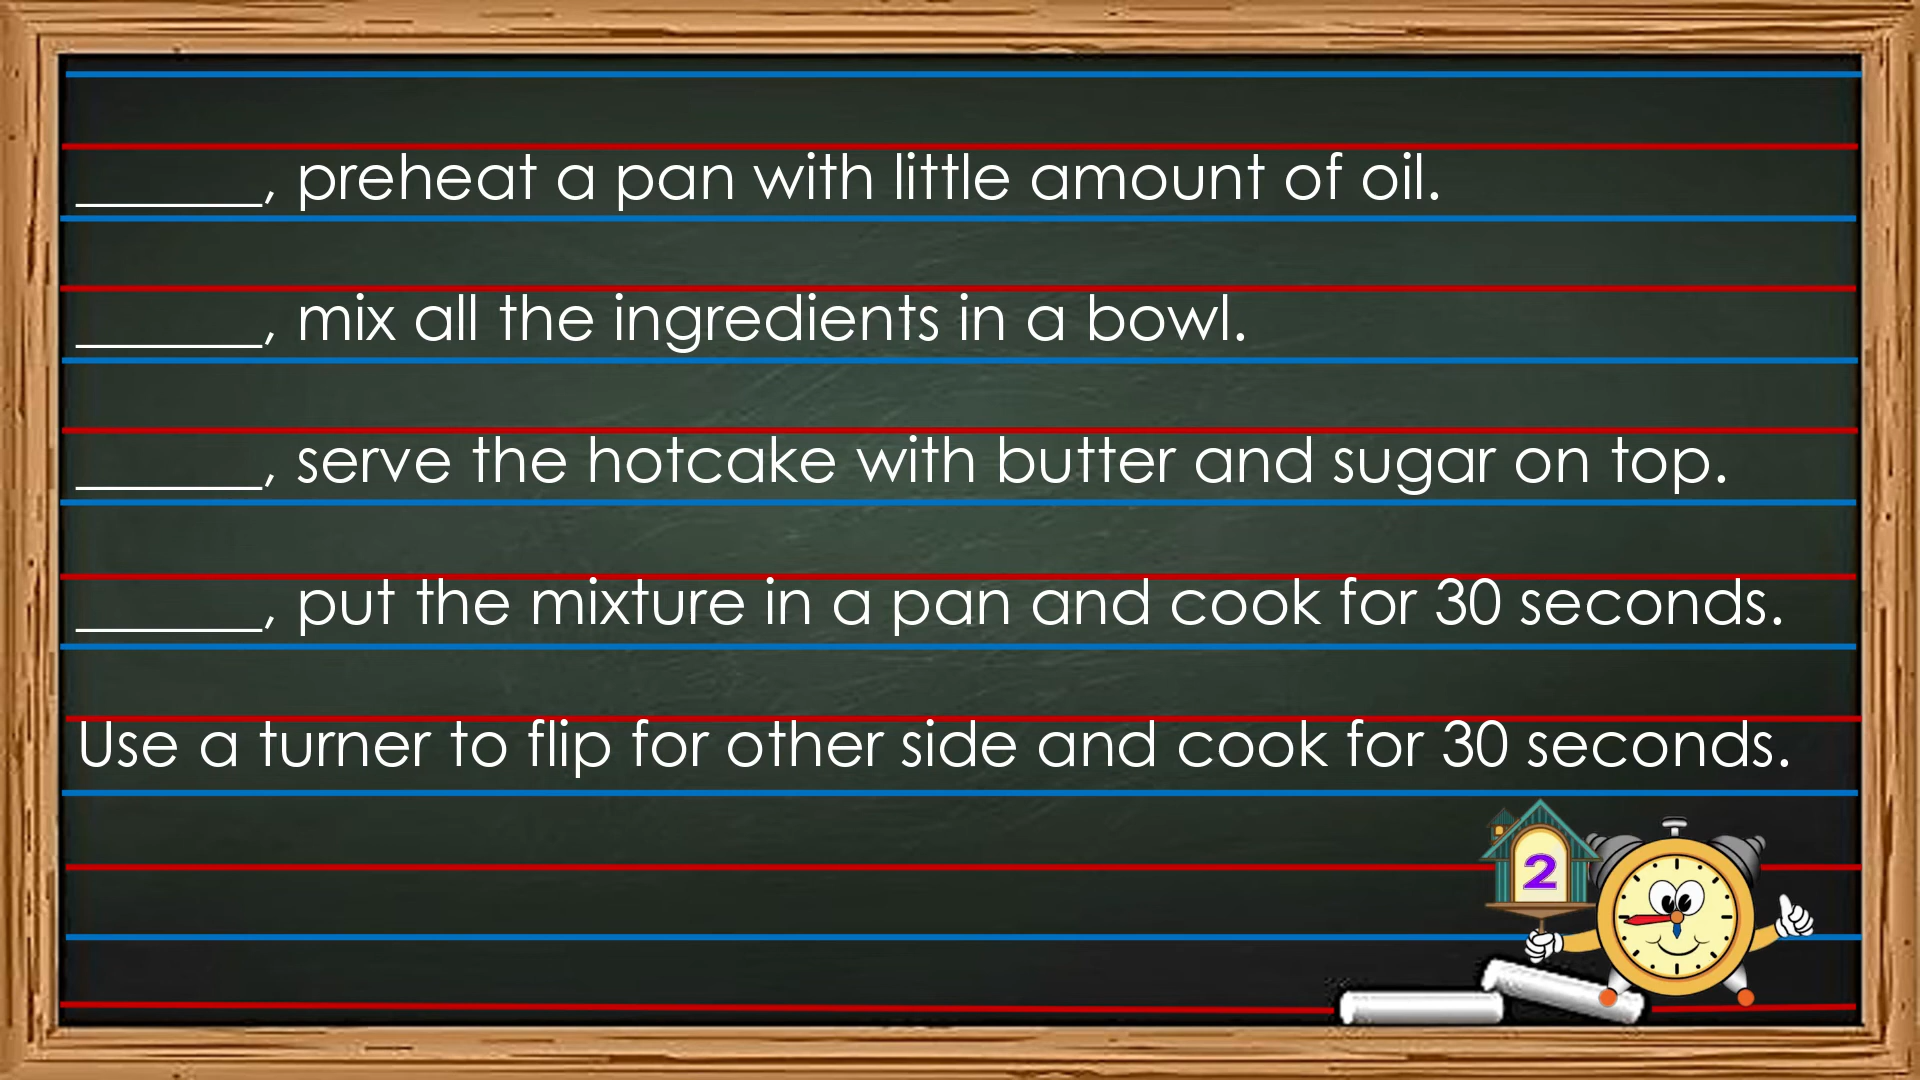 ______, preheat a pan with little amount of oil.
______, mix all the ingredients in a bowl.
______, serve the hotcake with butter and sugar on top.
______, put the mixture in a pan and cook for 30 seconds.
Use a turner to flip for other side and cook for 30 seconds.
2